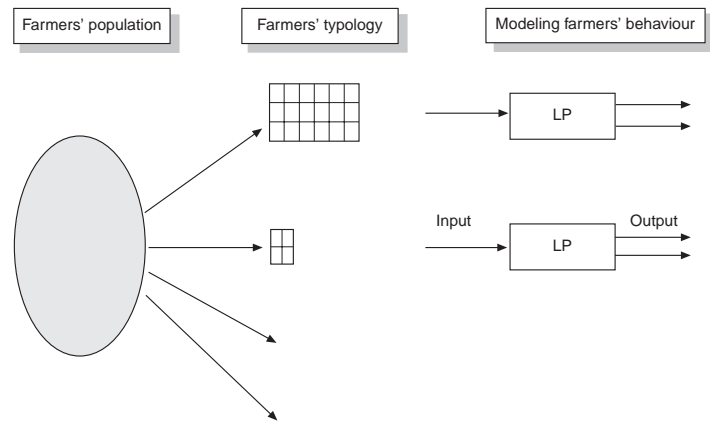 Farmers’ population
Farmers’ typology
Modeling farmers’ behaviour
LP
Input
LP
Output